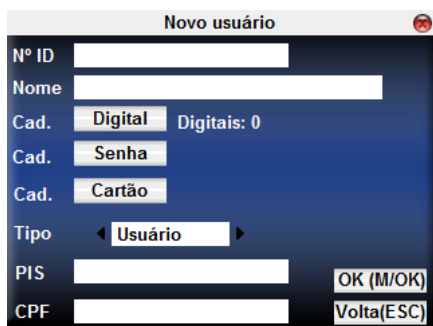 Novo usuário
Nº ID
Nome
Cad. Digital Digitais: 0
Cad. Senha
Cad. Cartão
Tipo Usuário
PIS OK (M/OK)
CPF Volta(ESC)